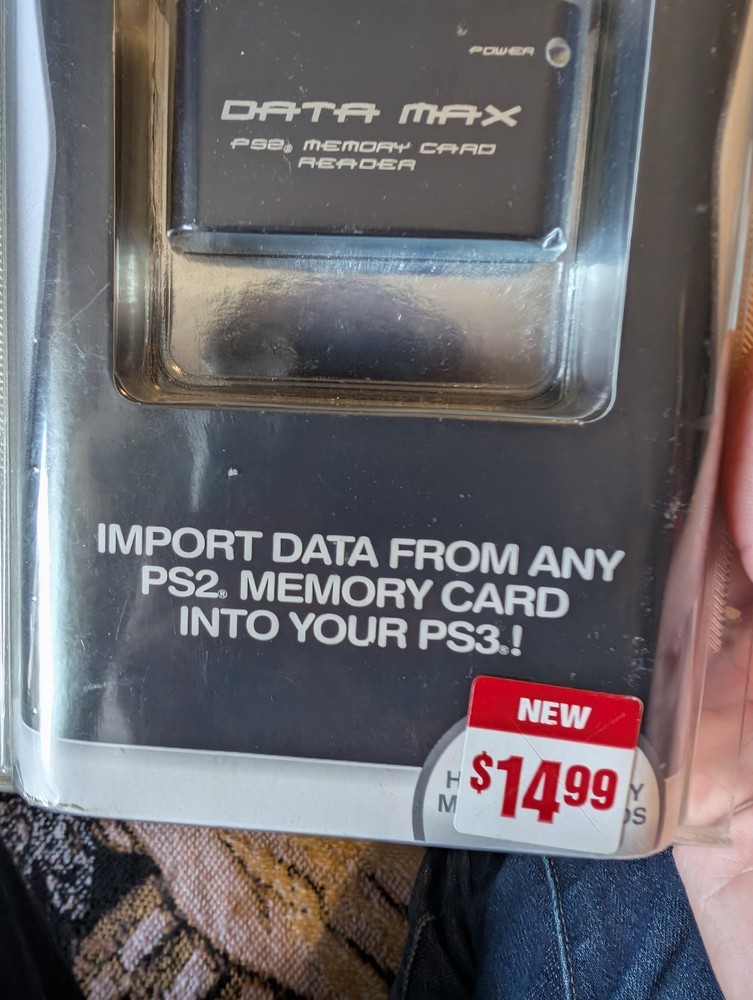 POWER
DATA MAX
PS2® MEMORY CARD
READER
IMPORT DATA FROM ANY
PS2® MEMORY CARD
INTO YOUR PS3®!
NEW
$14.99